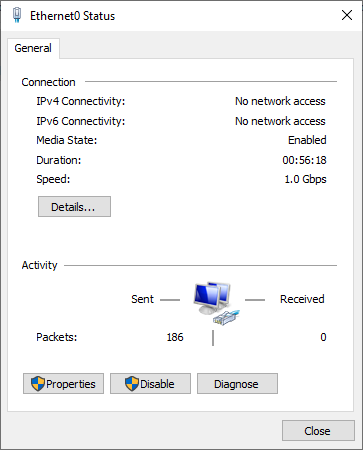 Ethernet0 Status
General
Connection
IPv4 Connectivity: No network access
IPv6 Connectivity: No network access
Media State: Enabled
Duration: 00:56:18
Speed: 1.0 Gbps
Details...
Activity
Sent Received
Packets: 186 0
Properties Disable Diagnose
Close